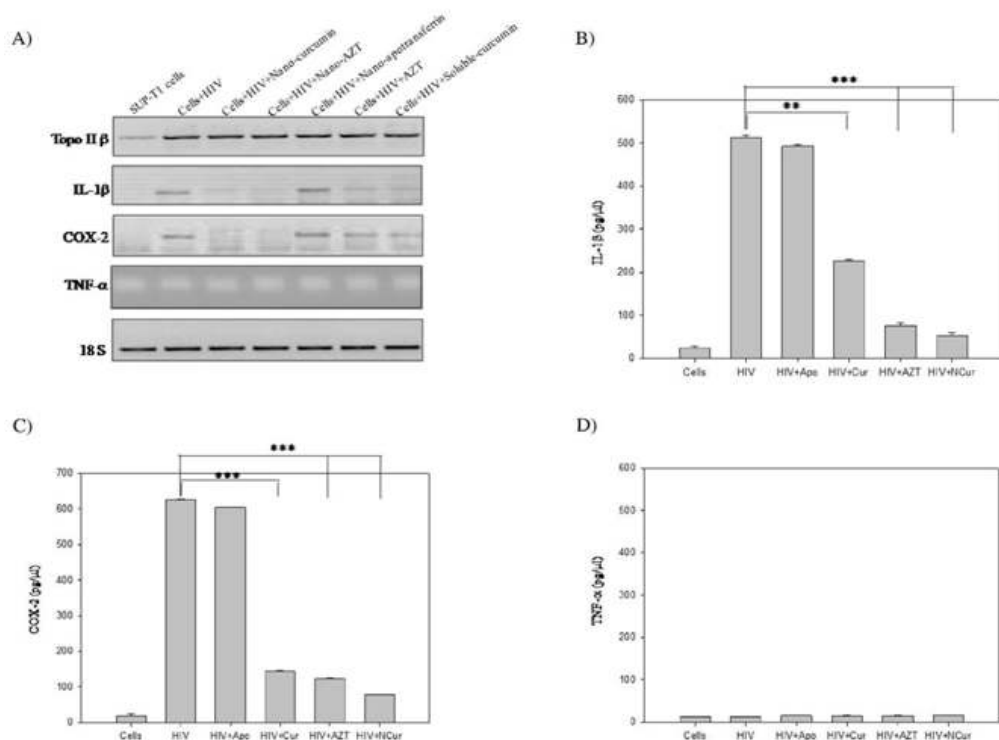 A)
SUP-T1 cells
Cells+HIV
Cells+HIV+Nano-curcumin
Cells+HIV+Nano-AZT
Cells+HIV+Nano-apotransferrin
Cells+HIV+AZT
Cells+HIV+Soluble-curcumin
Topo II β
IL-1β
COX-2
TNF-α
18 S
B)
***
**
600
500
400
300
200
100
0
IL-1β (pg/μl)
Cells HIV HIV+Apo HIV+Cur HIV+AZT HIV+NCur
C)
***
***
700
600
500
400
300
200
100
0
COX-2 (pg/μl)
Cells HIV HIV+Apo HIV+Cur HIV+AZT HIV+NCur
D)
600
500
400
300
200
100
0
TNF-α (pg/μl)
Cells HIV HIV+Apo HIV+Cur HIV+AZT HIV+NCur